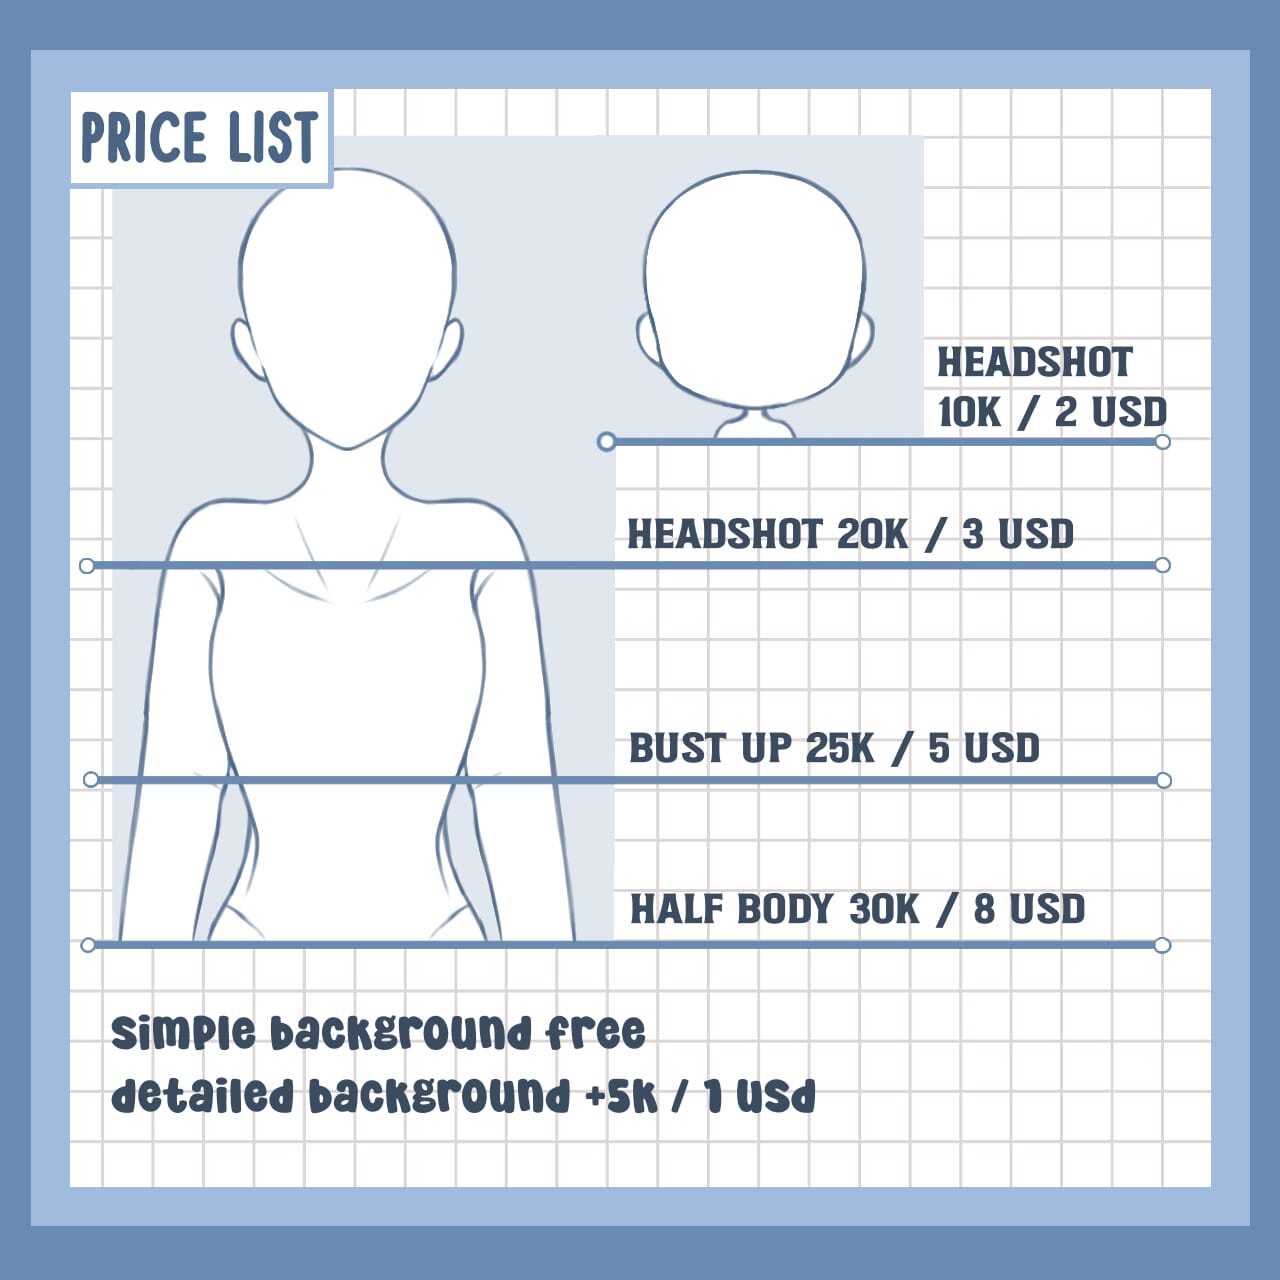 PRICE LIST
HEADSHOT
10K / 2 USD
HEADSHOT 20K / 3 USD
BUST UP 25K / 5 USD
HALF BODY 30K / 8 USD
simple background free
detailed background +5k / 1 usd